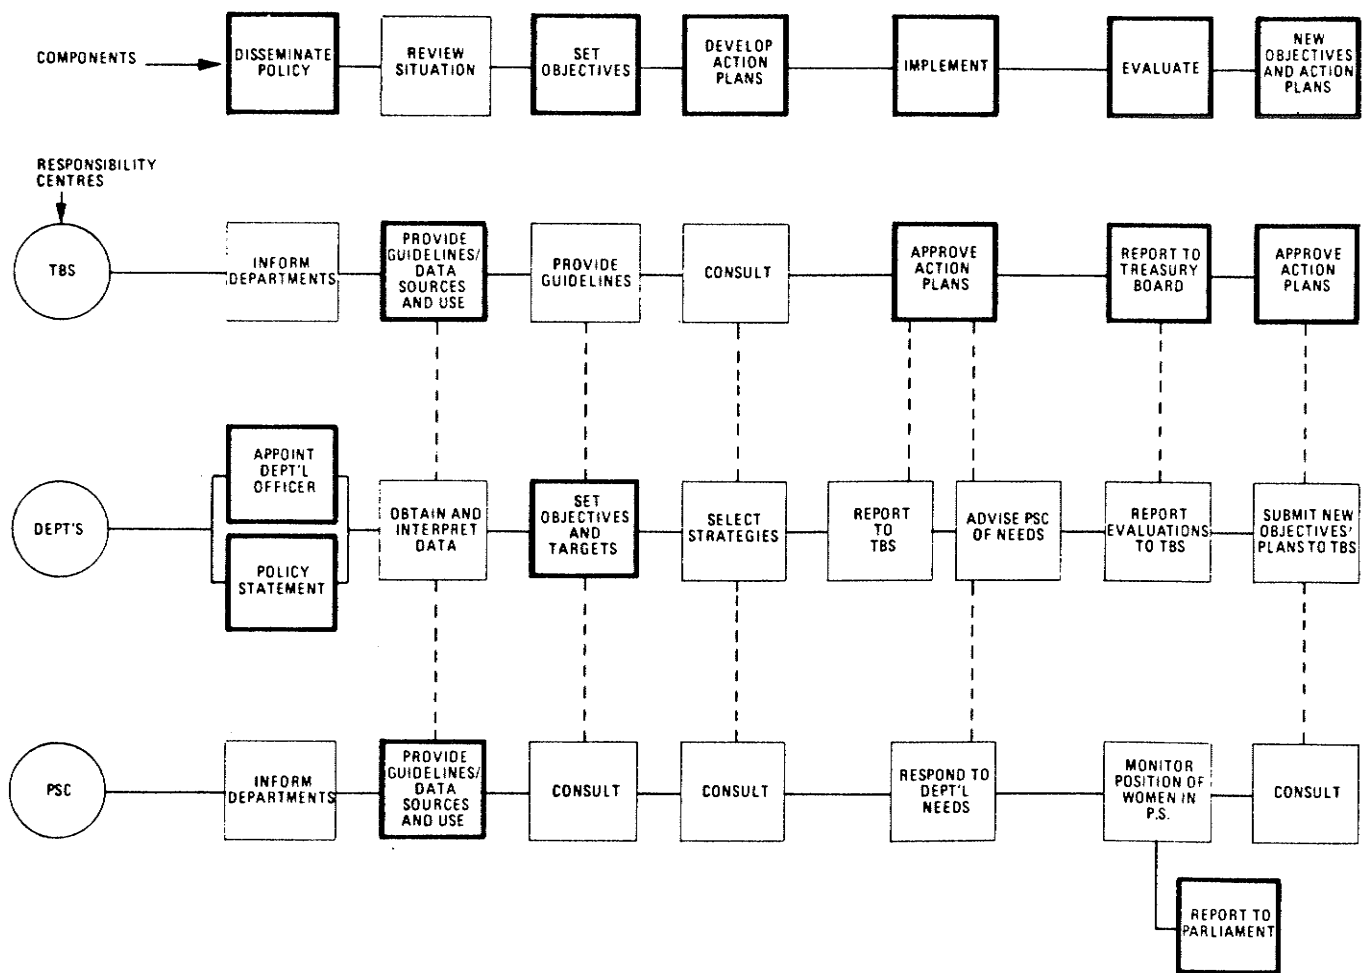 COMPONENTS
DISSEMINATE
POLICY
REVIEW
SITUATION
SET
OBJECTIVES
DEVELOP
ACTION
PLANS
IMPLEMENT
EVALUATE
NEW
OBJECTIVES
AND ACTION
PLANS
RESPONSIBILITY
CENTRES
TBS
INFORM
DEPARTMENTS
PROVIDE
GUIDELINES/
DATA
SOURCES
AND USE
PROVIDE
GUIDELINES
CONSULT
APPROVE
ACTION
PLANS
REPORT TO
TREASURY
BOARD
APPROVE
ACTION
PLANS
DEPT'S
APPOINT
DEPT'L
OFFICER
POLICY
STATEMENT
OBTAIN AND
INTERPRET
DATA
SET
OBJECTIVES
AND
TARGETS
SELECT
STRATEGIES
REPORT
TO
TBS
ADVISE PSC
OF NEEDS
REPORT
EVALUATIONS
TO TBS
SUBMIT NEW
OBJECTIVES'
PLANS TO TBS
PSC
INFORM
DEPARTMENTS
PROVIDE
GUIDELINES/
DATA
SOURCES
AND USE
CONSULT
CONSULT
RESPOND TO
DEPT'L
NEEDS
MONITOR
POSITION OF
WOMEN IN
P.S.
CONSULT
REPORT TO
PARLIAMENT